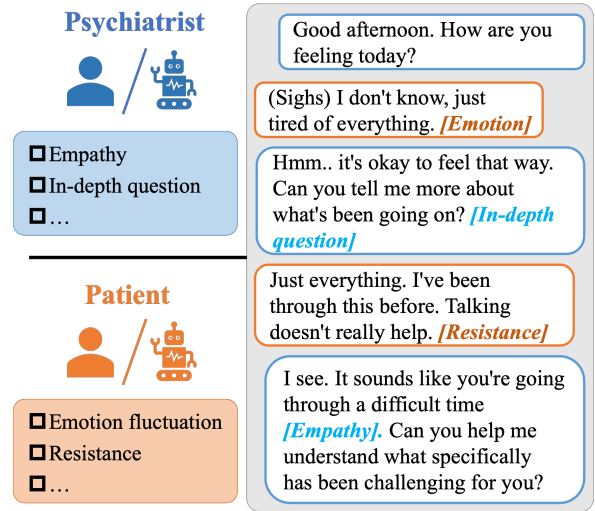 Psychiatrist
Empathy
In-depth question
…
Patient
Emotion fluctuation
Resistance
…
Good afternoon. How are you
feeling today?
(Sighs) I don't know, just
tired of everything. [Emotion]
Hmm.. it's okay to feel that way.
Can you tell me more about
what's been going on? [In-depth
question]
Just everything. I've been
through this before. Talking
doesn't really help. [Resistance]
I see. It sounds like you're going
through a difficult time
[Empathy]. Can you help me
understand what specifically
has been challenging for you?